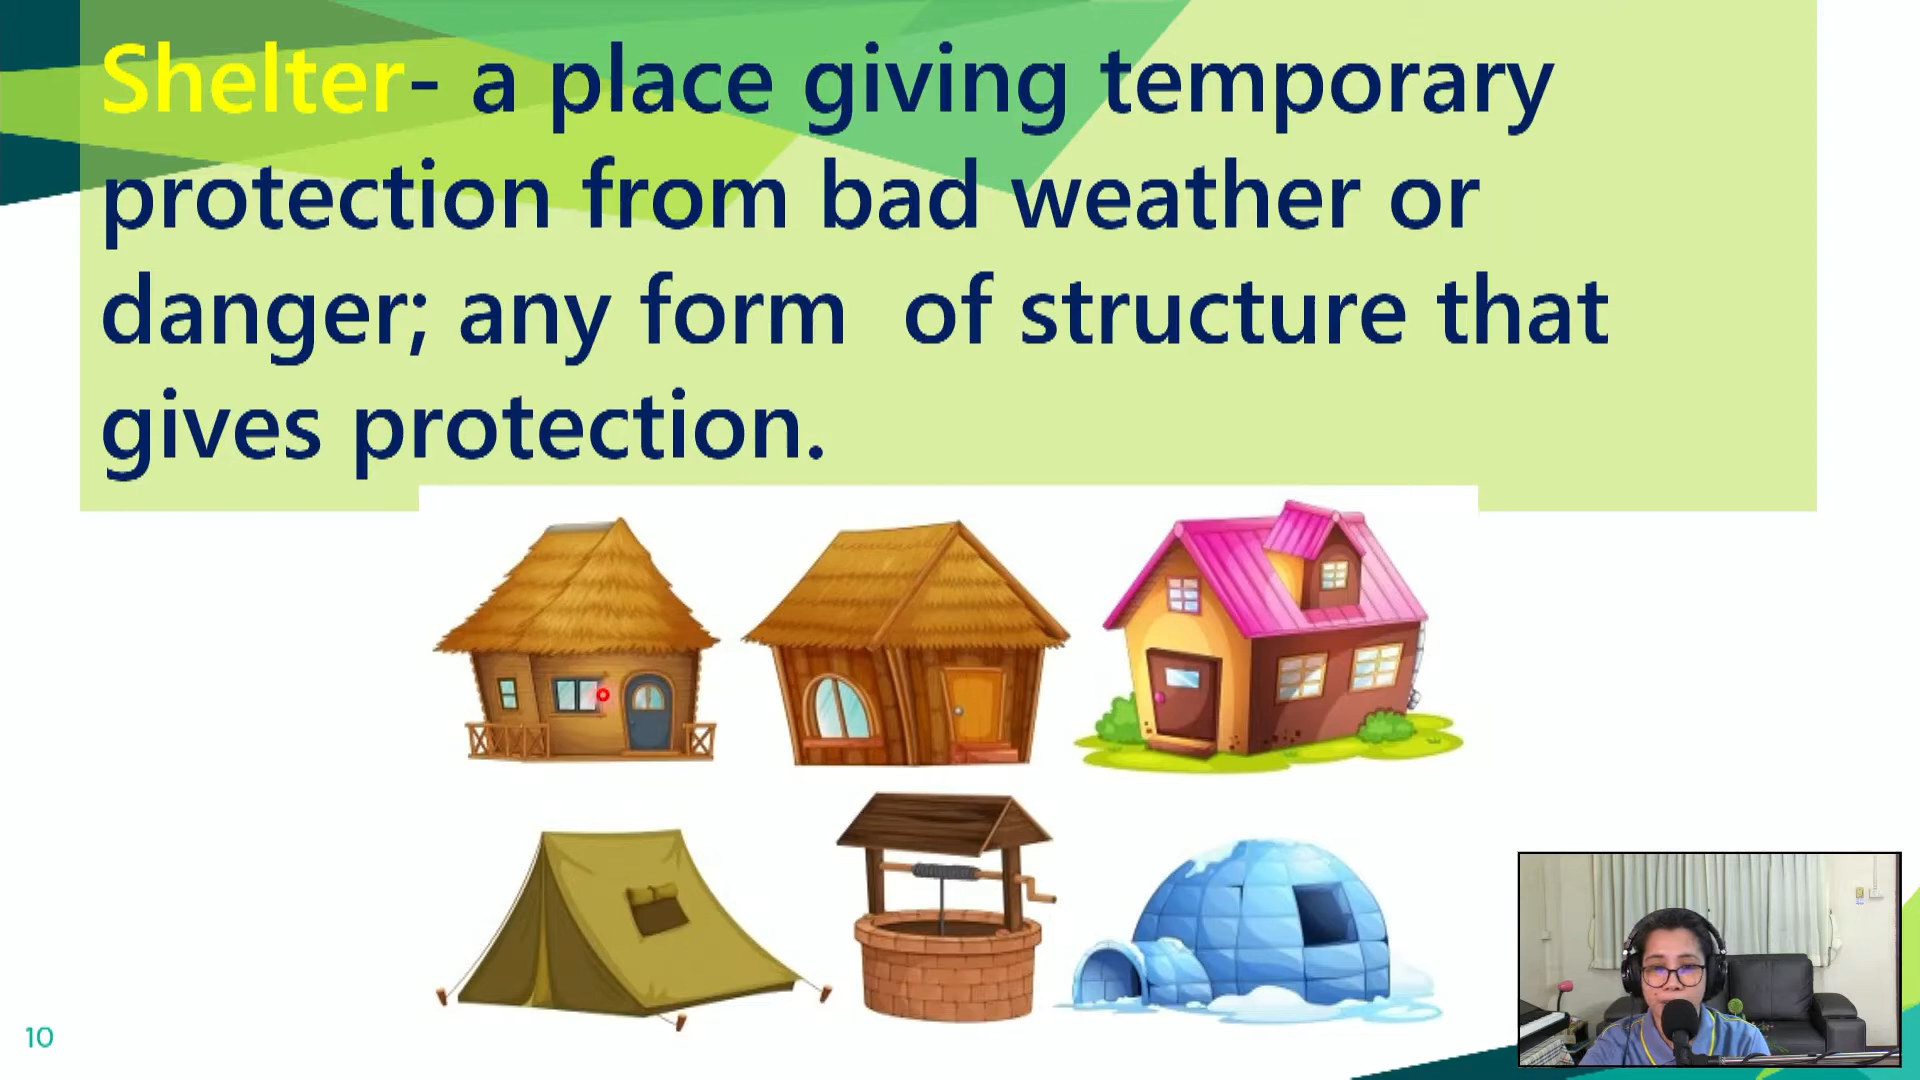 Shelter- a place giving temporary
protection from bad weather or
danger; any form  of structure that
gives protection.
10